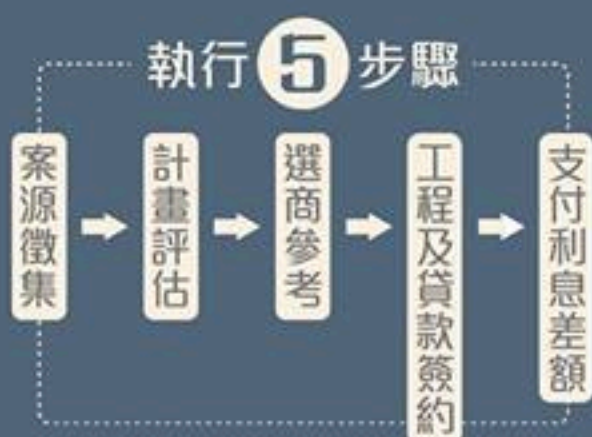 執行5步驟
案源徵集
計畫評估
選商參考
工程及貸款簽約
支付利息差額